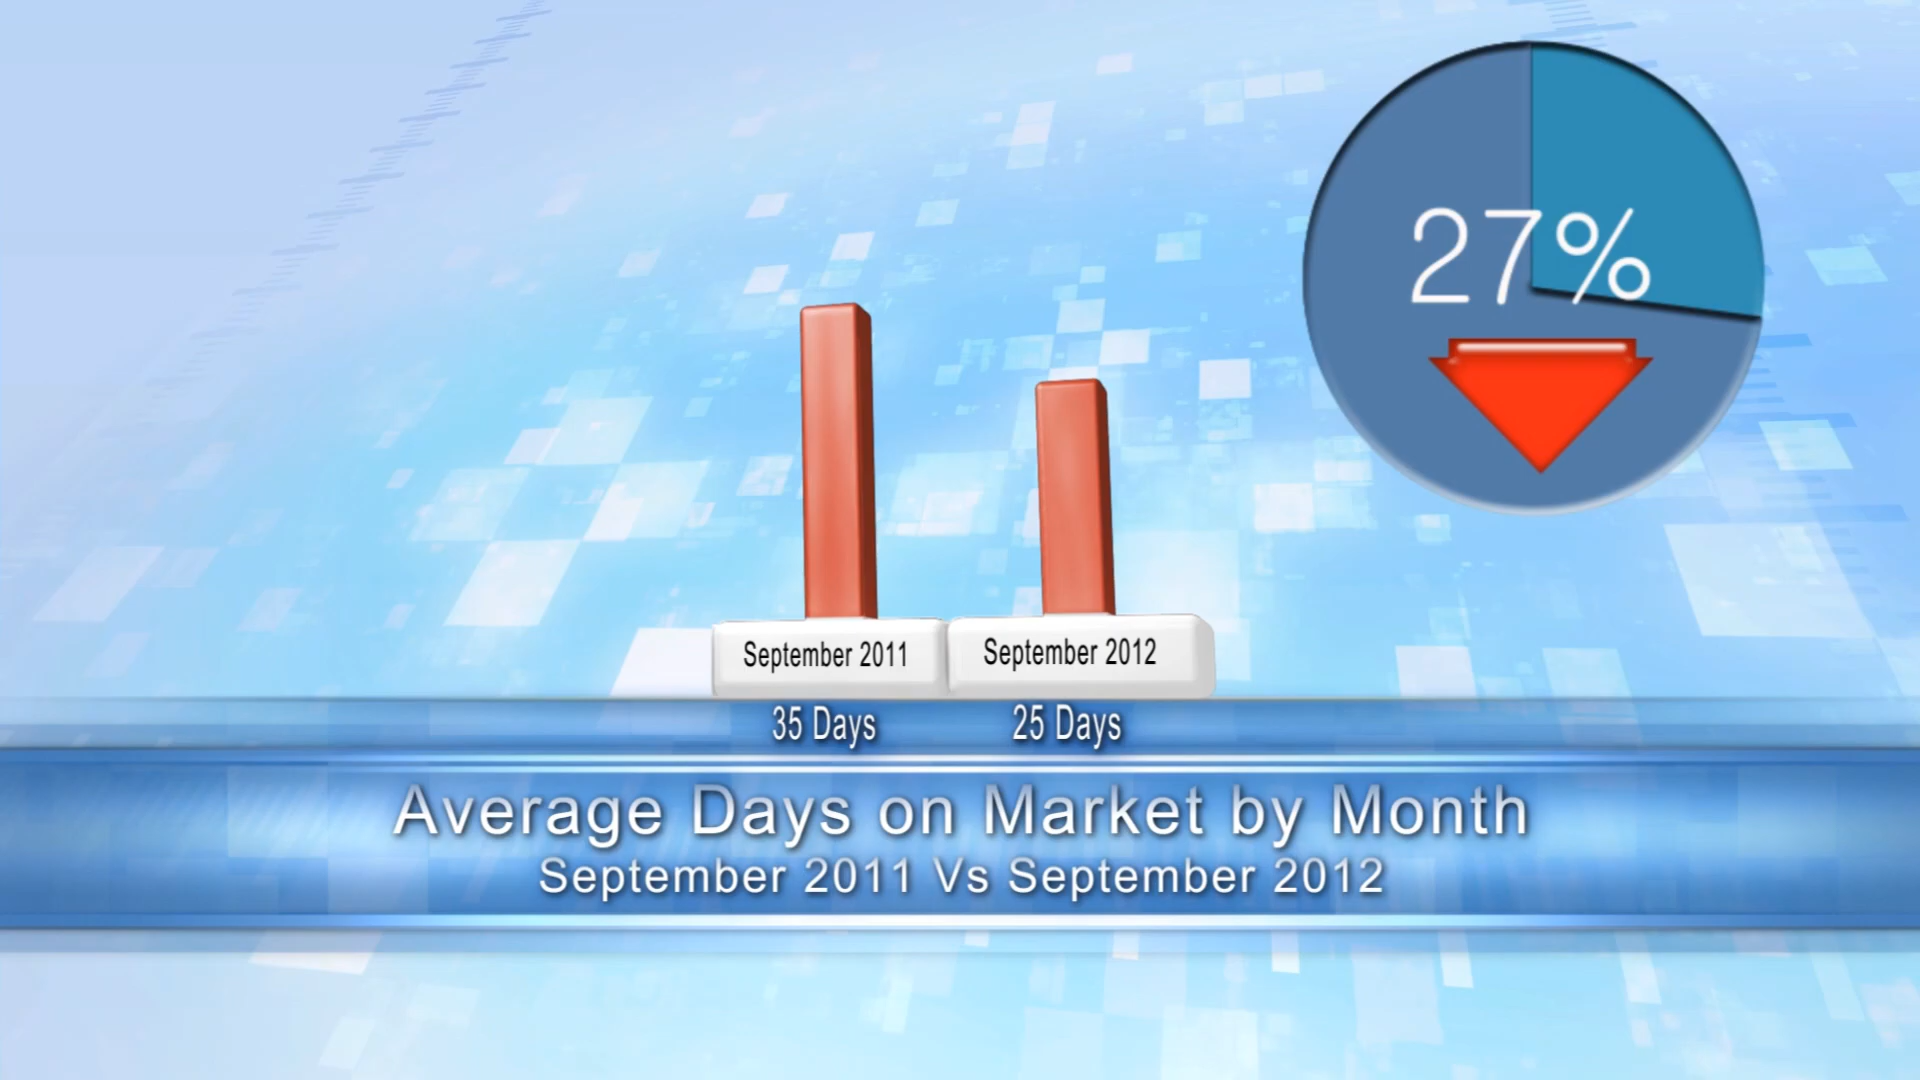 27%
September 2011
September 2012
35 Days
25 Days
Average Days on Market by Month
September 2011 Vs September 2012